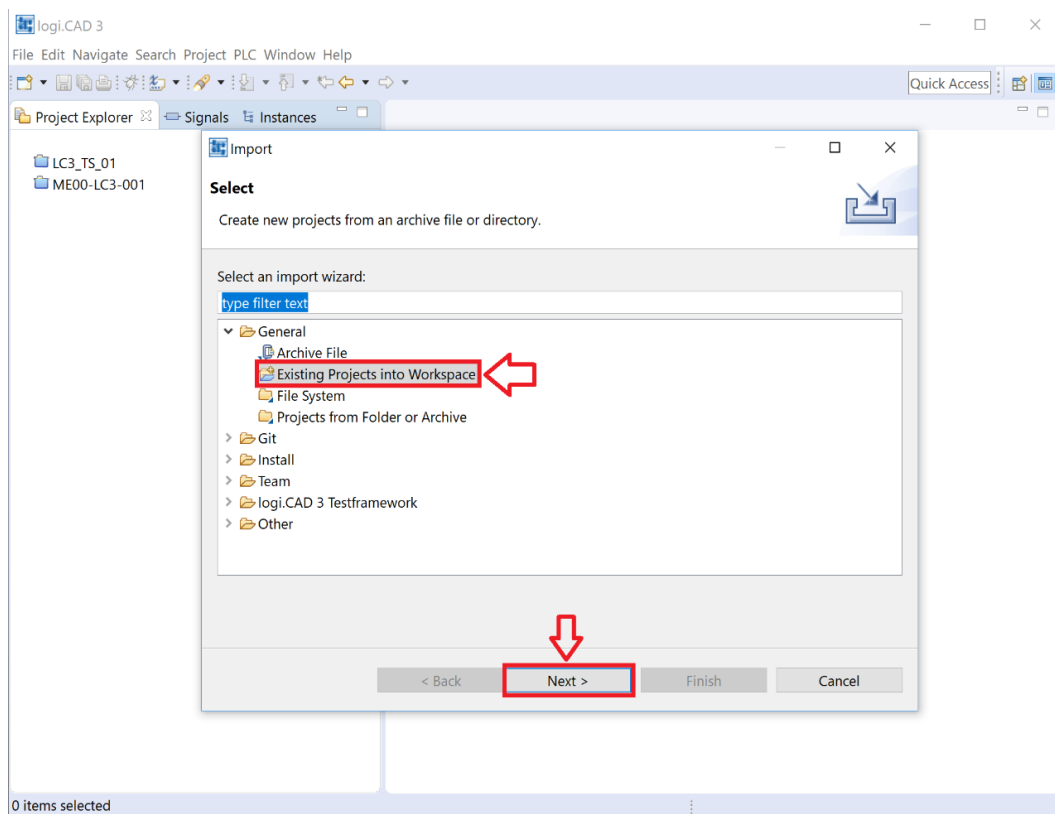 logi.CAD 3
File Edit Navigate Search Project PLC Window Help
Quick Access
Project Explorer Signals Instances
LC3_TS_01
ME00-LC3-001
Import
Select
Create new projects from an archive file or directory.
Select an import wizard:
type filter text
General
Archive File
Existing Projects into Workspace
File System
Projects from Folder or Archive
Git
Install
Team
logi.CAD 3 Testframework
Other
< Back Next > Finish Cancel
0 items selected